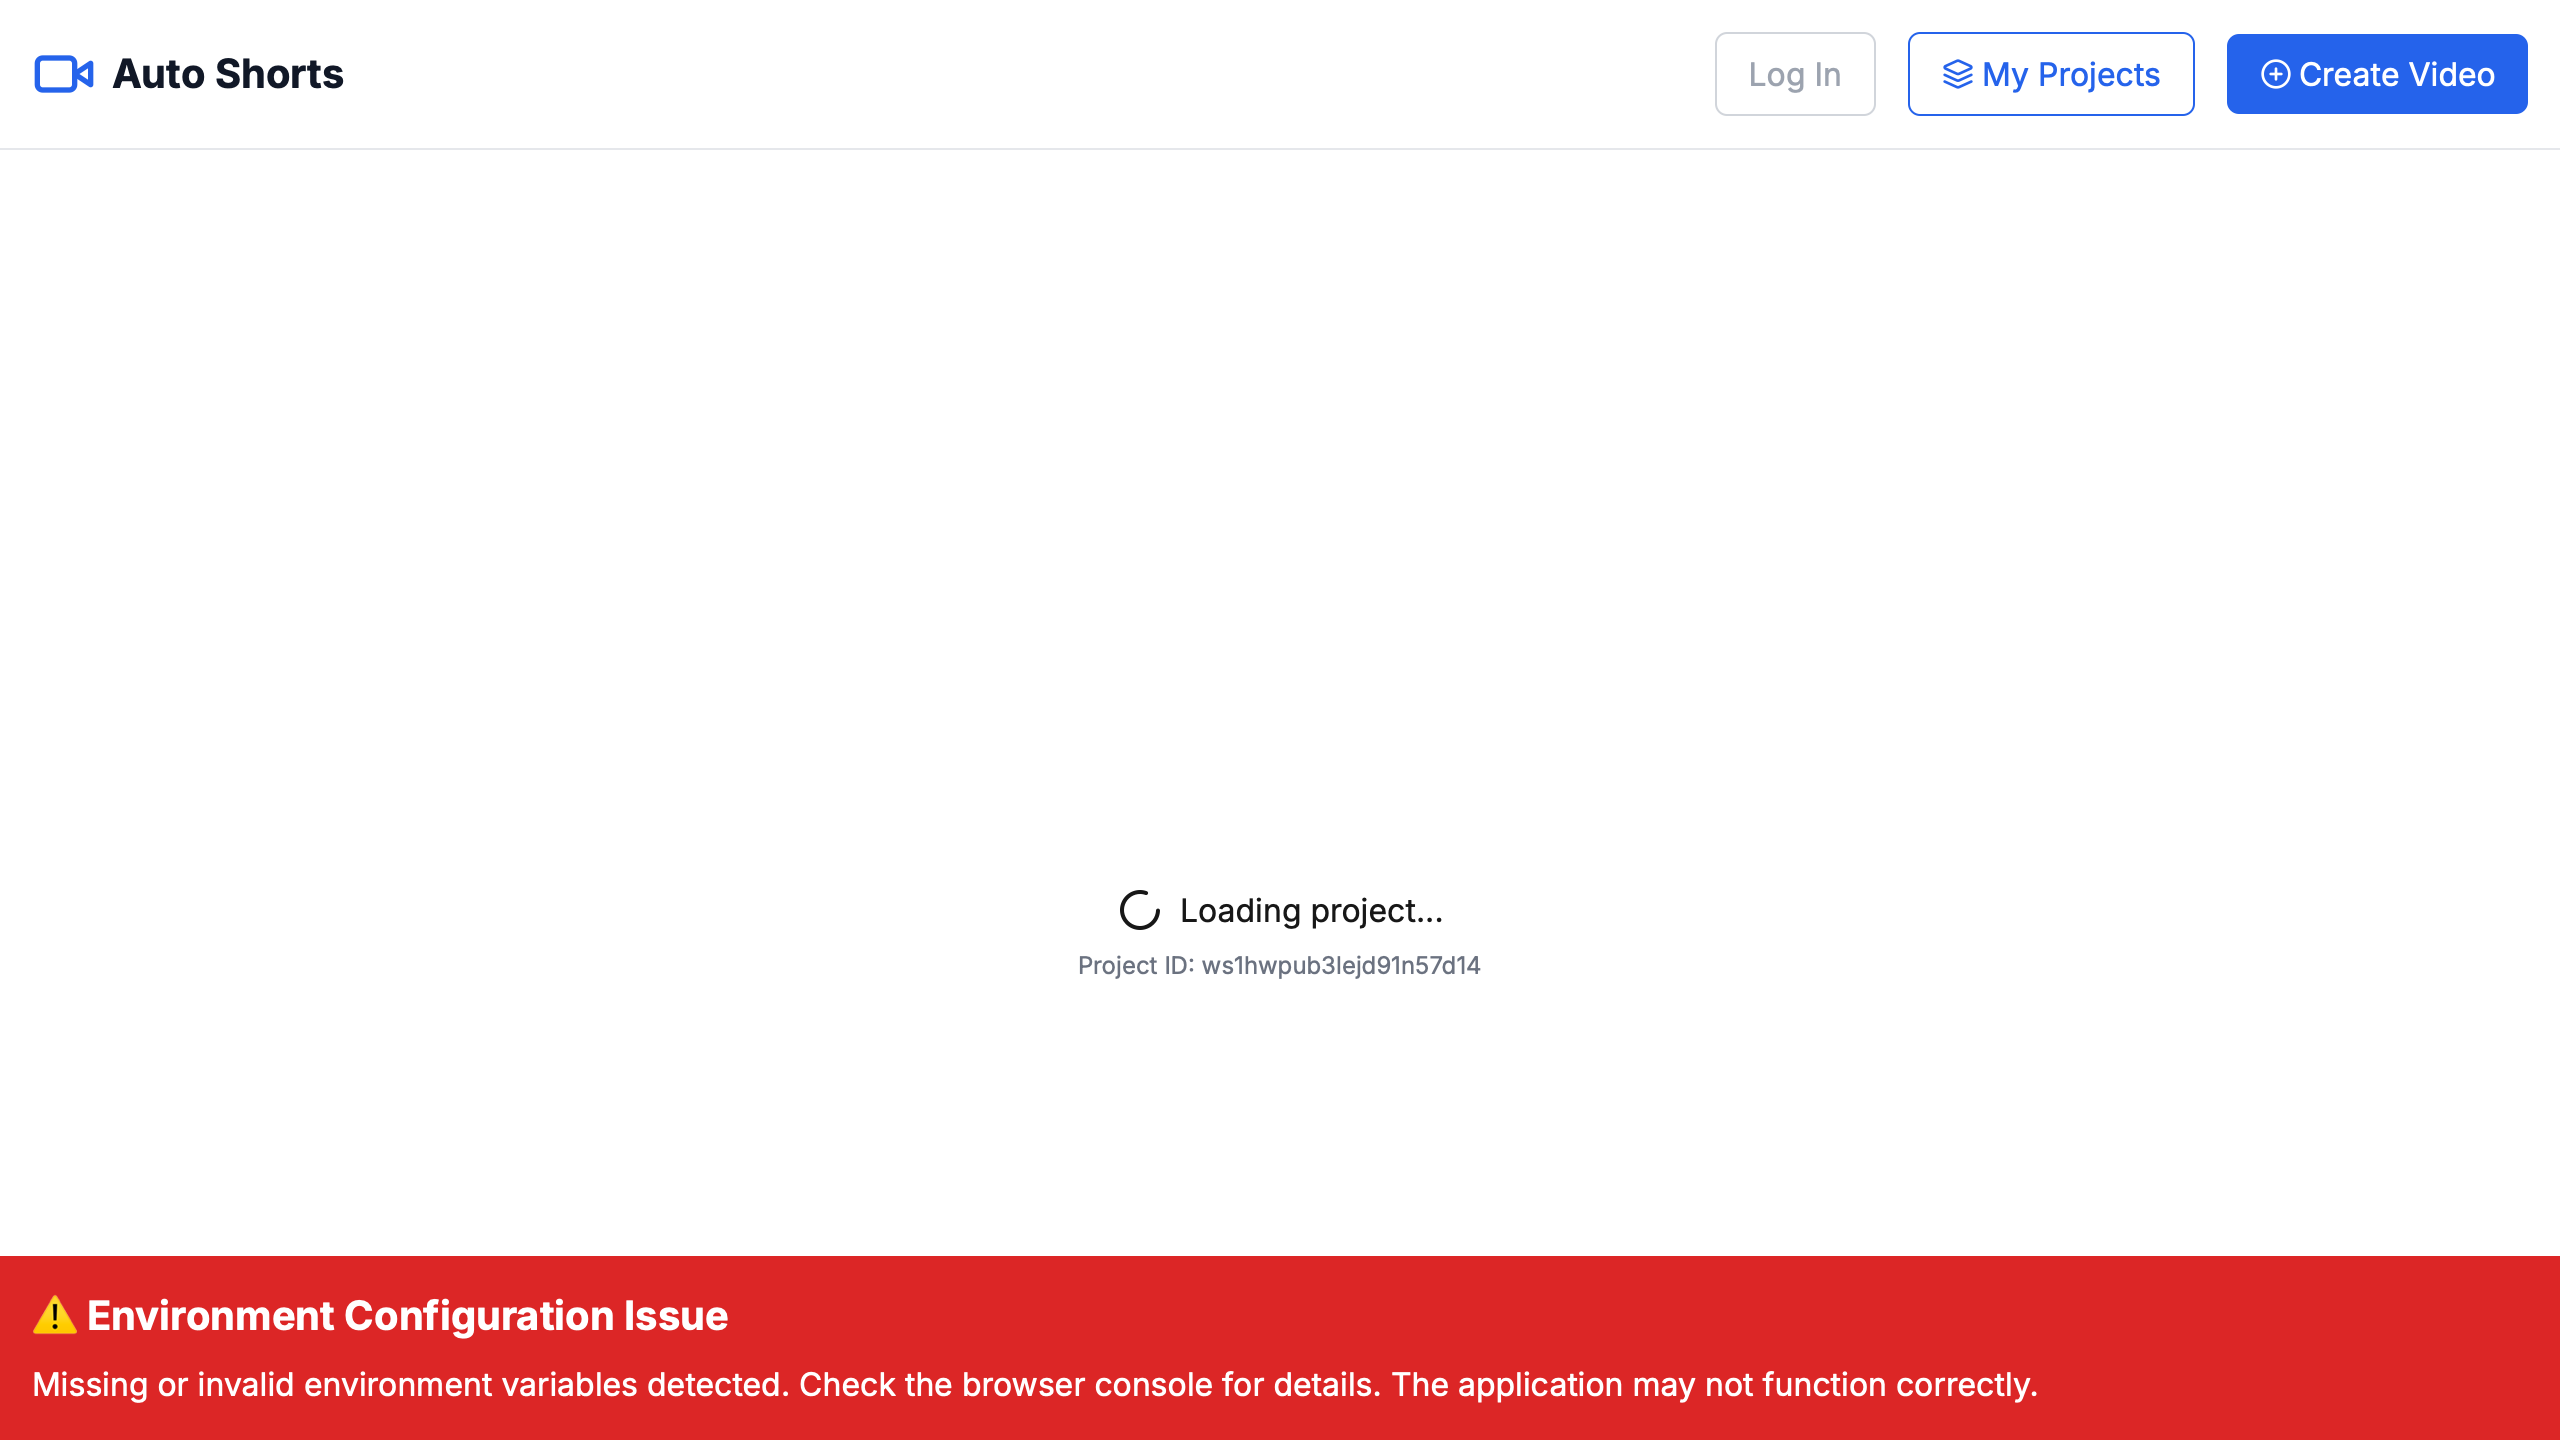 Auto Shorts
Log In
My Projects
Create Video
Loading project...
Project ID: ws1hwpub3lejd91n57d14
⚠️ Environment Configuration Issue
Missing or invalid environment variables detected. Check the browser console for details. The application may not function correctly.